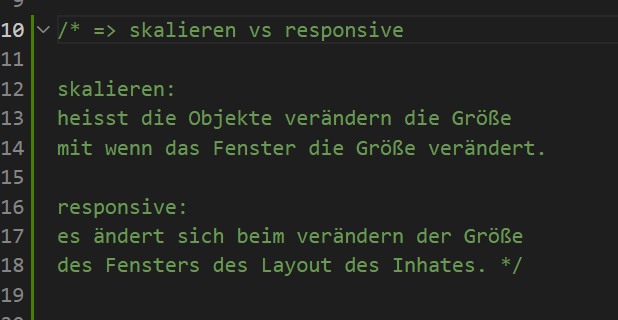 10 /* => skalieren vs responsive
11
12 skalieren:
13 heisst die Objekte verändern die Größe
14 mit wenn das Fenster die Größe verändert.
15
16 responsive:
17 es ändert sich beim verändern der Größe
18 des Fensters des Layout des Inhates. */
19